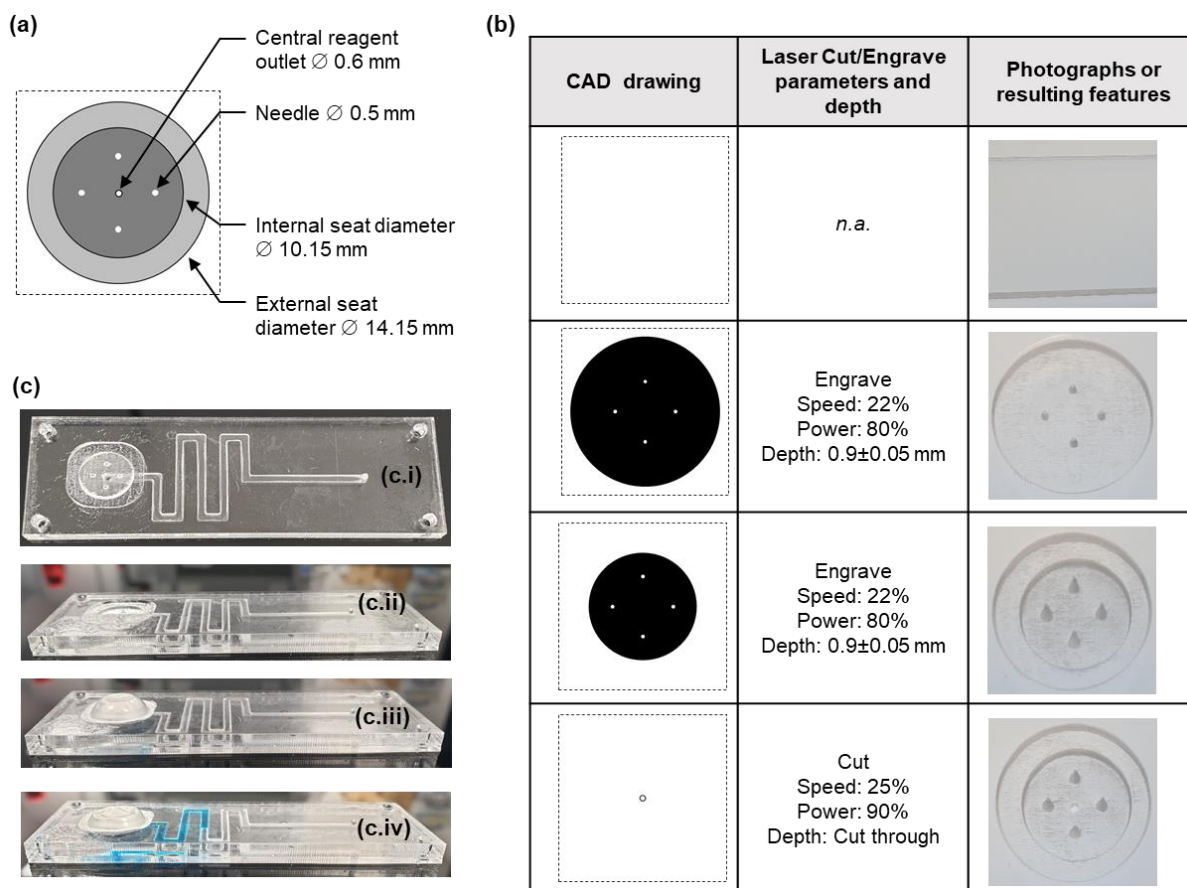 (a)
Central reagent
outlet ∅ 0.6 mm
Needle ∅ 0.5 mm
Internal seat diameter
∅ 10.15 mm
External seat
diameter ∅ 14.15 mm
(b)
CAD drawing
Laser Cut/Engrave
parameters and
depth
Photographs or
resulting features
n.a.
Engrave
Speed: 22%
Power: 80%
Depth: 0.9±0.05 mm
Engrave
Speed: 22%
Power: 80%
Depth: 0.9±0.05 mm
Cut
Speed: 25%
Power: 90%
Depth: Cut through
(c)
(c.i)
(c.ii)
(c.iii)
(c.iv)